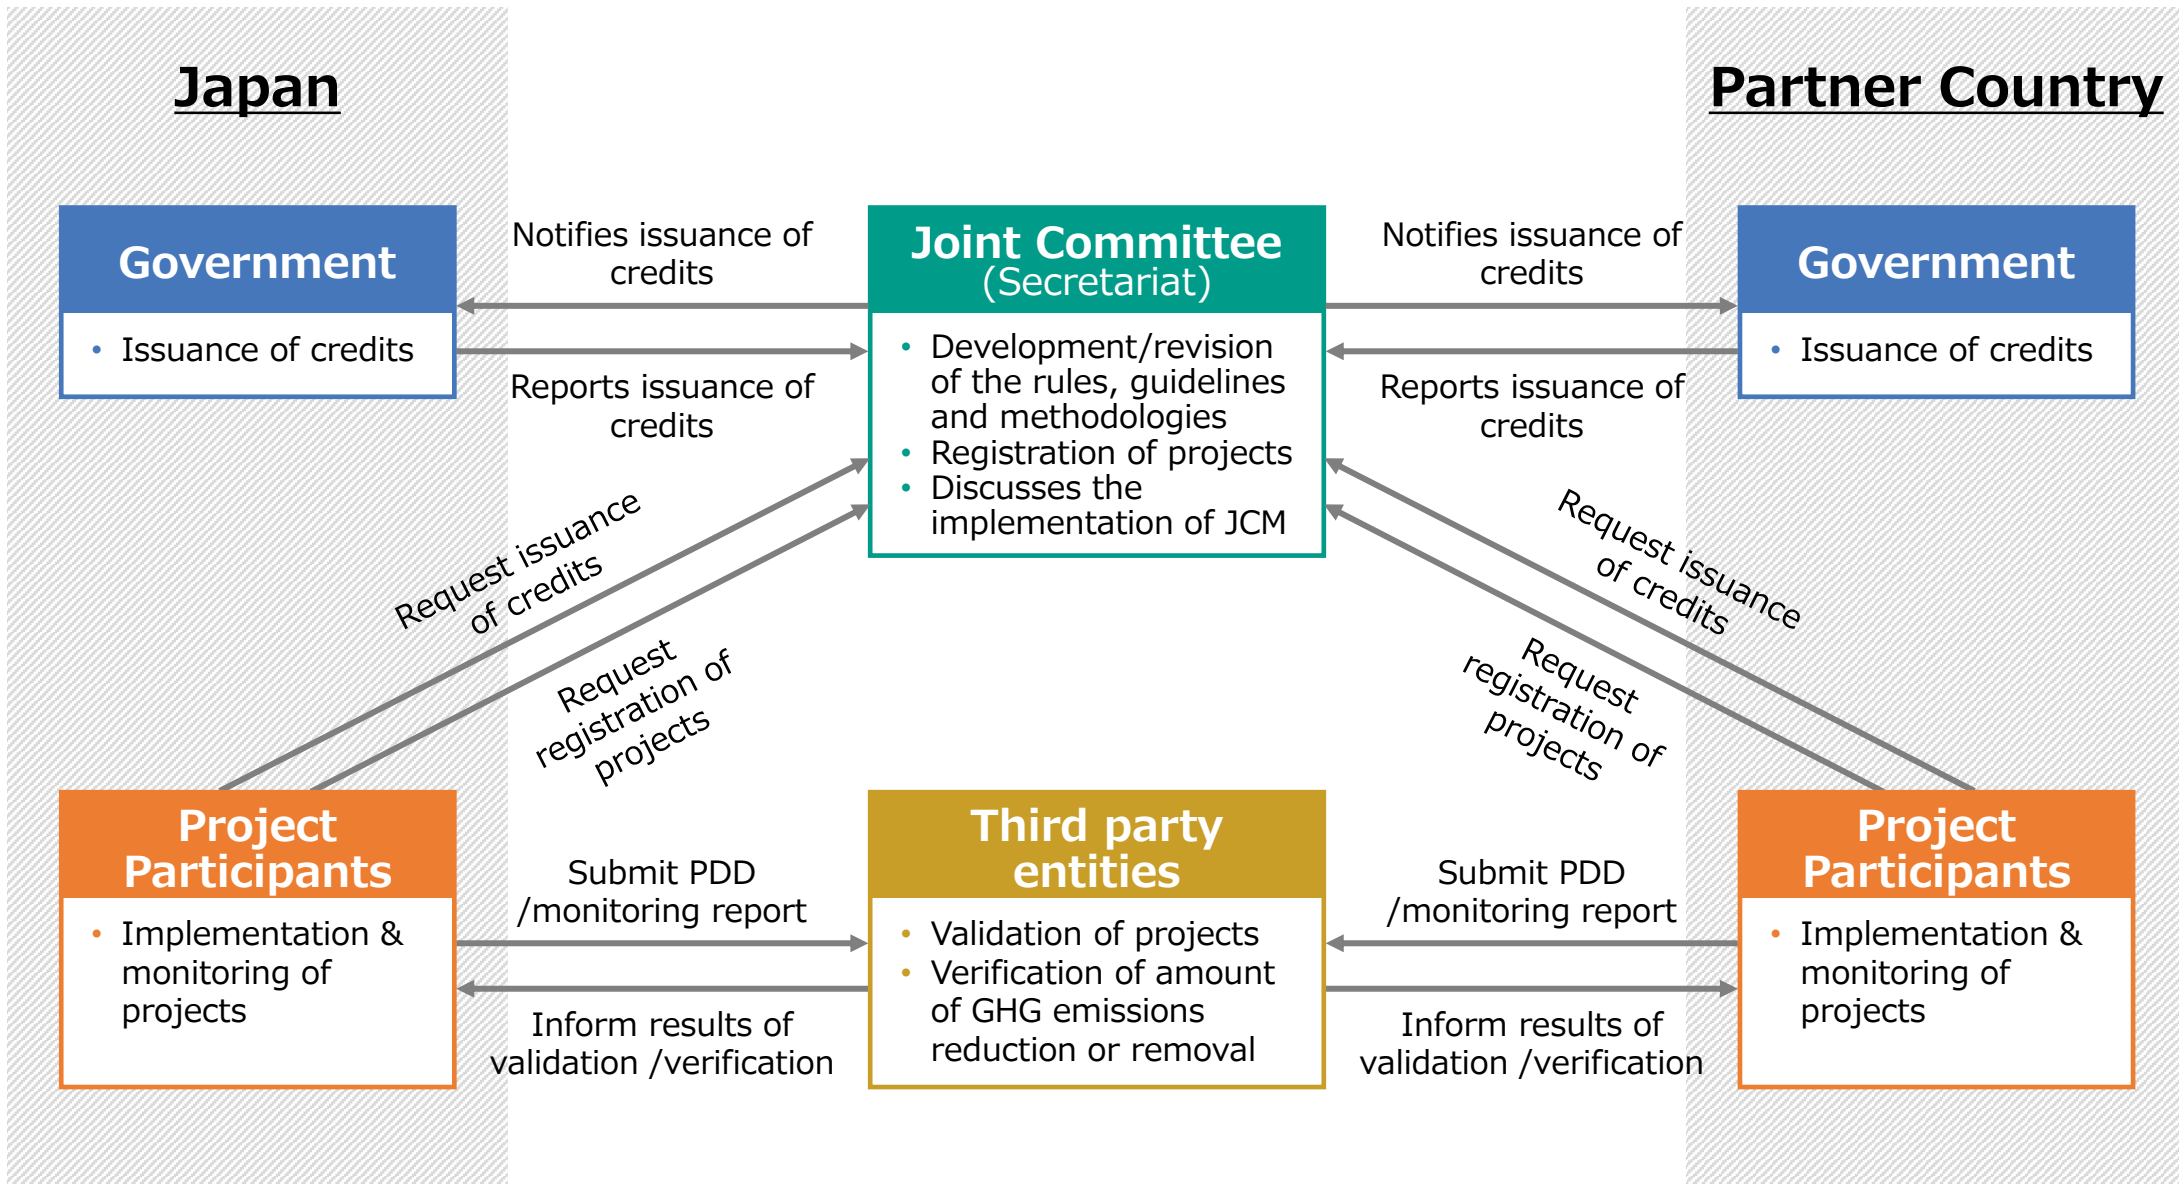 Japan
Partner Country
Government
• Issuance of credits
Notifies issuance of
credits
Reports issuance of
credits
Joint Committee
(Secretariat)
• Development/revision
of the rules, guidelines
and methodologies
• Registration of projects
• Discusses the
implementation of JCM
Notifies issuance of
credits
Reports issuance of
credits
Government
• Issuance of credits
Request issuance
of credits
Request
registration of
projects
Request issuance
of credits
Request
registration of
projects
Project
Participants
• Implementation &
monitoring of
projects
Submit PDD
/monitoring report
Inform results of
validation /verification
Third party
entities
• Validation of projects
• Verification of amount
of GHG emissions
reduction or removal
Submit PDD
/monitoring report
Inform results of
validation /verification
Project
Participants
• Implementation &
monitoring of
projects